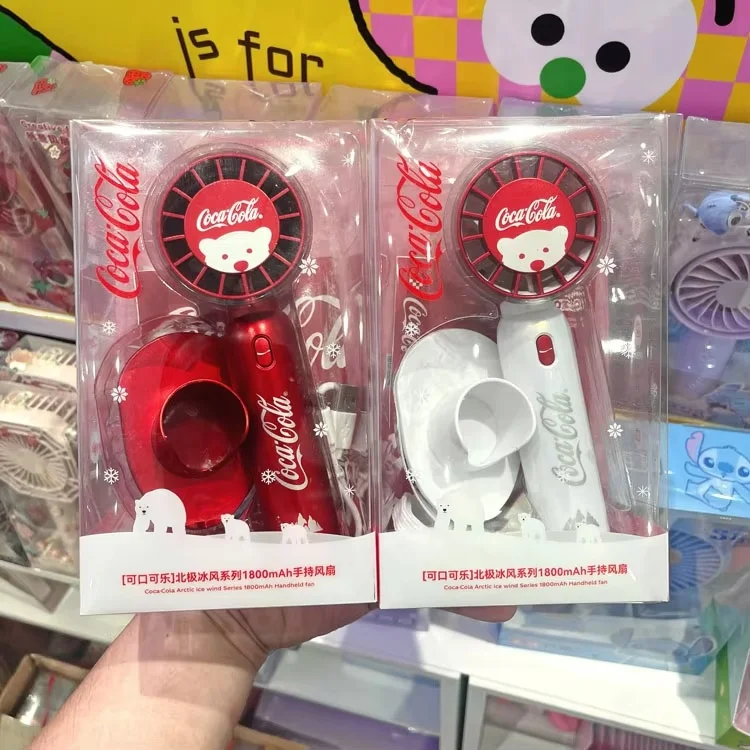 is for
Coca-Cola
Coca-Cola®
Coca-Cola
[可口可乐]北极冰风系列1800mAh手持风扇
Coca-Cola Arctic ice wind Series 1800mAh Handheld fan
Coca-Cola
Coca-Cola®
Coca-Cola
[可口可乐]北极冰风系列1800mAh手持风扇
Coca-Cola Arctic ice wind Series 1800mAh Handheld fan